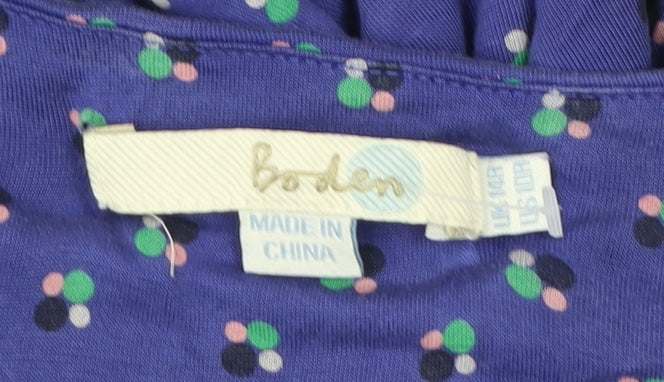 Boden
MADE IN
CHINA
UK 14R
US 10R